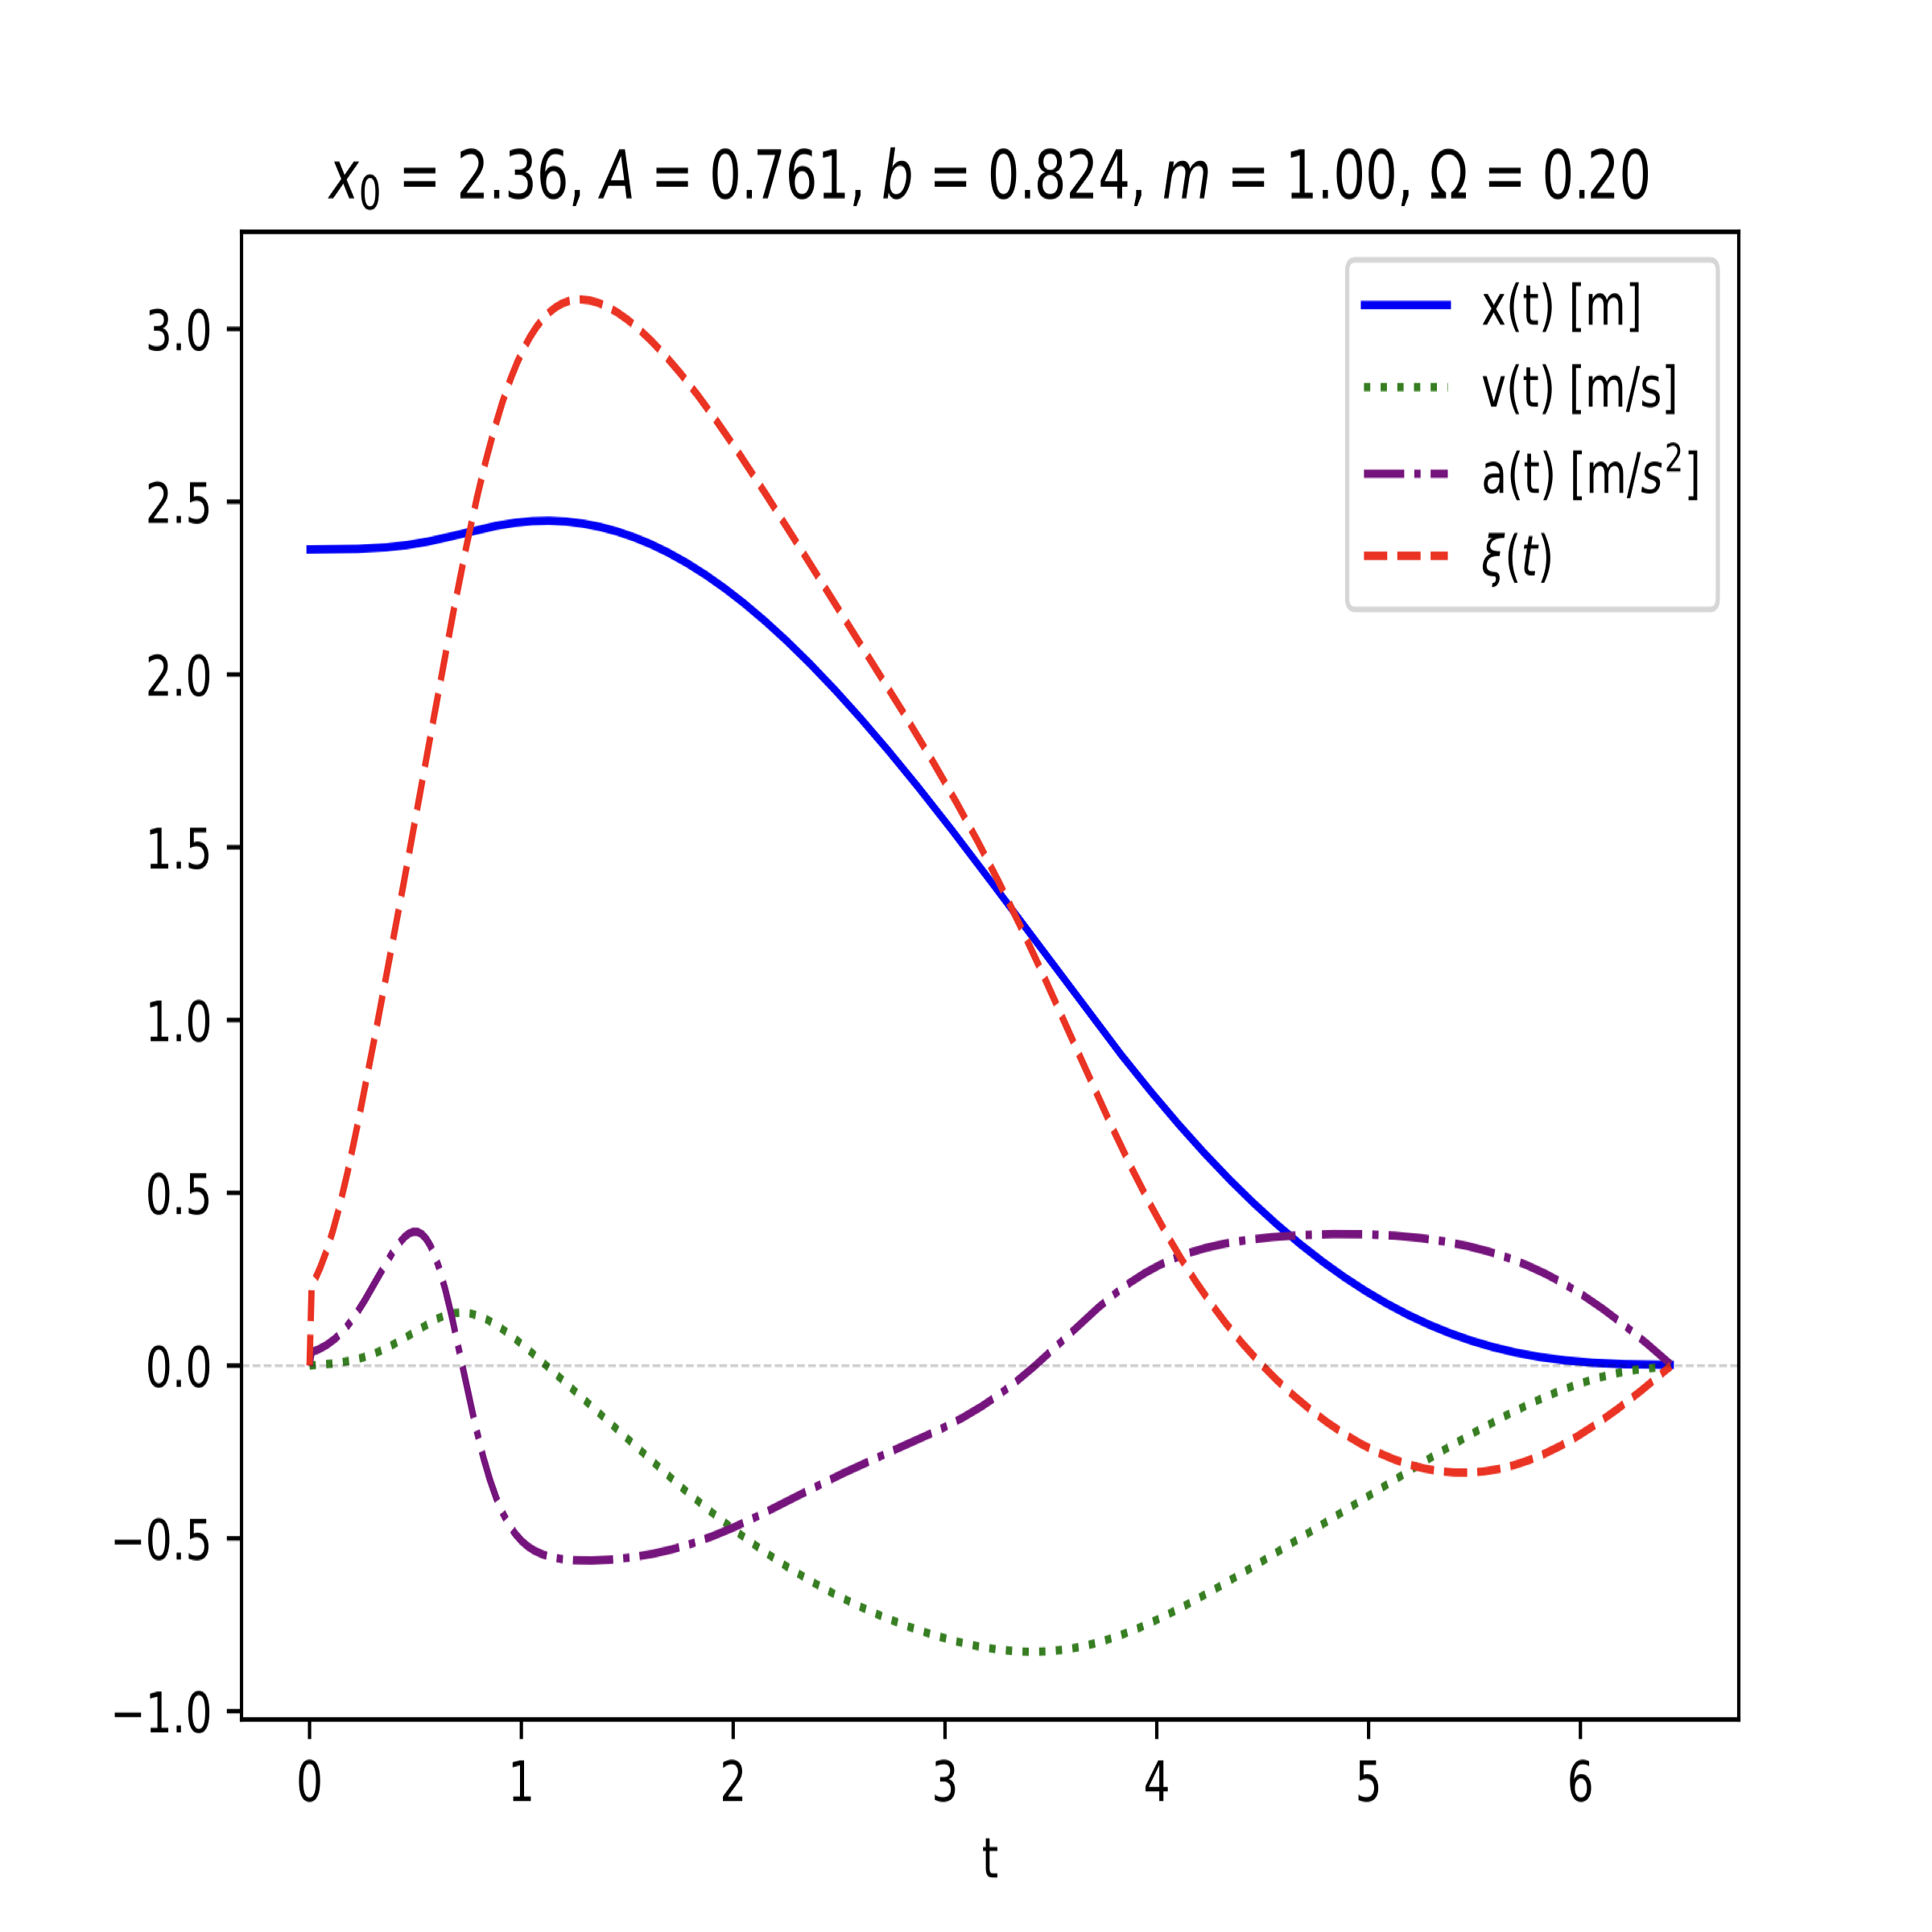 x₀ = 2.36, A = 0.761, b = 0.824, m = 1.00, Ω = 0.20
x(t) [m]
v(t) [m/s]
a(t) [m/s²]
ξ(t)
3.0
2.5
2.0
1.5
1.0
0.5
0.0
−0.5
−1.0
0 1 2 3 4 5 6
t